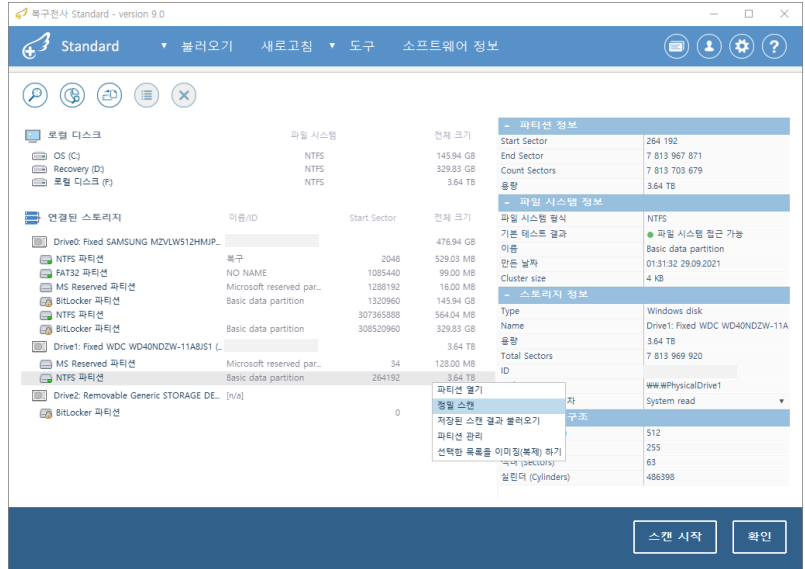 복구전사 Standard - version 9.0
Standard ▼ 불러오기 새로고침 ▼ 도구 소프트웨어 정보
로컬 디스크 파일 시스템 전체 크기
OS (C:) NTFS 145.94 GB
Recovery (D:) NTFS 329.83 GB
로컬 디스크 (F:) NTFS 3.64 TB
연결된 스토리지 이름/ID Start Sector 전체 크기
Drive0: Fixed SAMSUNG MZVLW512HMJP... 476.94 GB
NTFS 파티션 복구 2048 529.03 MB
FAT32 파티션 NO NAME 1085440 99.00 MB
MS Reserved 파티션 Microsoft reserved par... 1288192 16.00 MB
BitLocker 파티션 Basic data partition 1320960 145.94 GB
NTFS 파티션 307365888 564.04 MB
BitLocker 파티션 Basic data partition 308520960 329.83 GB
Drive1: Fixed WDC WD40NDZW-11A8JS1 (... 3.64 TB
MS Reserved 파티션 Microsoft reserved par... 34 128.00 MB
NTFS 파티션 Basic data partition 264192 3.64 TB
Drive2: Removable Generic STORAGE DE... [n/a]
BitLocker 파티션 0
파티션 열기
정밀 스캔
저장된 스캔 결과 불러오기
파티션 관리
선택한 목록을 이미징(복제) 하기
- 파티션 정보
Start Sector 264 192
End Sector 7 813 967 871
Count Sectors 7 813 703 679
용량 3.64 TB
- 파일 시스템 정보
파일 시스템 형식 NTFS
기본 테스트 결과 파일 시스템 접근 가능
이름 Basic data partition
만든 날짜 01:31:32 29.09.2021
Cluster size 4 KB
- 스토리지 정보
Type Windows disk
Name Drive1: Fixed WDC WD40NDZW-11A
용량 3.64 TB
Total Sectors 7 813 969 920
ID
₩₩.₩PhysicalDrive1
차 System read ▼
구조
512
255
(Sectors) 63
실린더 (Cylinders) 486398
스캔 시작 확인